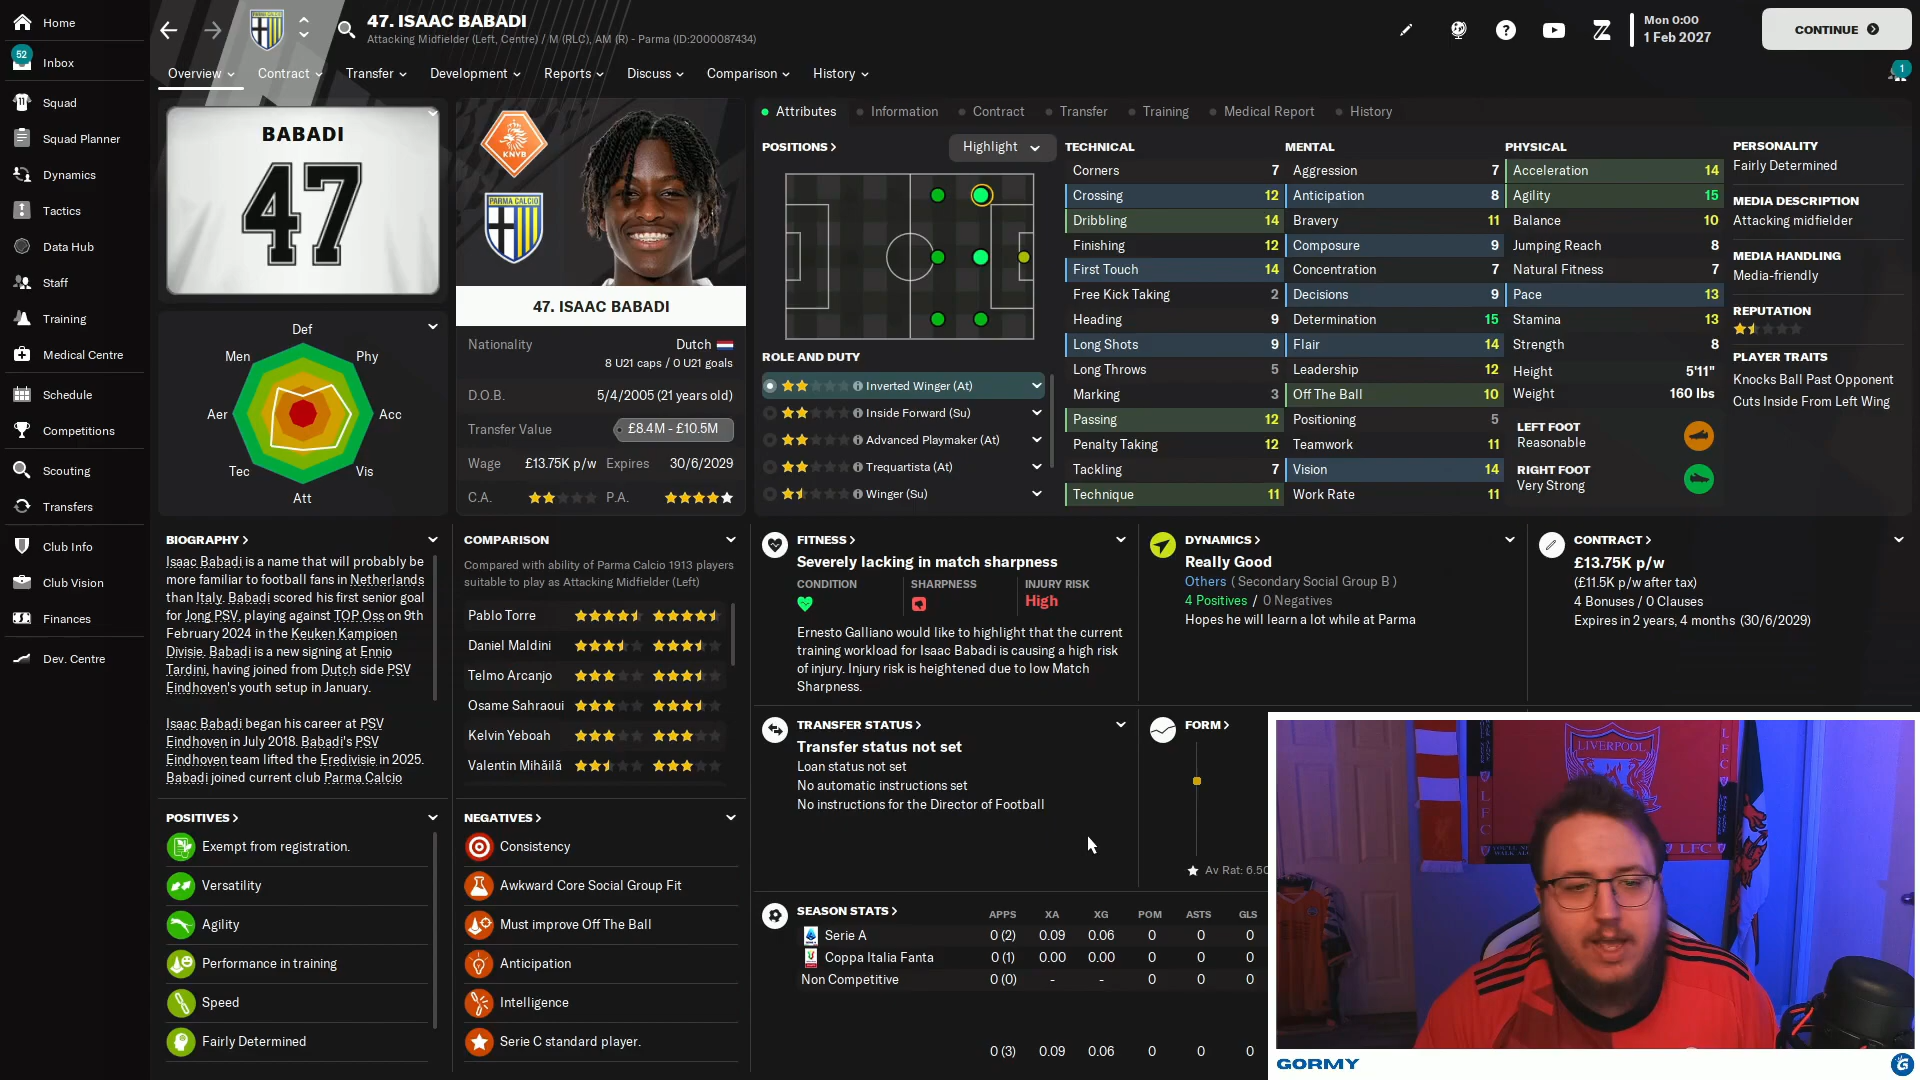 Home
52
Inbox
Squad
Squad Planner
Dynamics
Tactics
Data Hub
Staff
Training
Medical Centre
Schedule
Competitions
Scouting
Transfers
Club Info
Club Vision
Finances
Dev. Centre
47. ISAAC BABADI
Attacking Midfielder (Left, Centre) / M (RLC), AM (R) - Parma (ID:2000087434)
Mon 0:00
1 Feb 2027
CONTINUE
1
Overview Contract Transfer Development Reports Discuss Comparison History
BABADI
47
Def
Phy
Acc
Vis
Att
Tec
Aer
Men
KNVB
PARMA CALCIO
47. ISAAC BABADI
Nationality Dutch
8 U21 caps / 0 U21 goals
D.O.B. 5/4/2005 (21 years old)
Transfer Value £8.4M - £10.5M
Wage £13.75K p/w Expires 30/6/2029
C.A. P.A.
Attributes Information Contract Transfer Training Medical Report History
POSITIONS > Highlight
ROLE AND DUTY
Inverted Winger (At)
Inside Forward (Su)
Advanced Playmaker (At)
Trequartista (At)
Winger (Su)
TECHNICAL
Corners 7
Crossing 12
Dribbling 14
Finishing 12
First Touch 14
Free Kick Taking 2
Heading 9
Long Shots 9
Long Throws 5
Marking 3
Passing 12
Penalty Taking 12
Tackling 7
Technique 11
MENTAL
Aggression 7
Anticipation 8
Bravery 11
Composure 9
Concentration 7
Decisions 9
Determination 15
Flair 14
Leadership 12
Off The Ball 10
Positioning 5
Teamwork 11
Vision 14
Work Rate 11
PHYSICAL
Acceleration 14
Agility 15
Balance 10
Jumping Reach 8
Natural Fitness 7
Pace 13
Stamina 13
Strength 8
Height 5'11"
Weight 160 lbs
LEFT FOOT
Reasonable
RIGHT FOOT
Very Strong
PERSONALITY
Fairly Determined
MEDIA DESCRIPTION
Attacking midfielder
MEDIA HANDLING
Media-friendly
REPUTATION
PLAYER TRAITS
Knocks Ball Past Opponent
Cuts Inside From Left Wing
BIOGRAPHY >
Isaac Babadi is a name that will probably be
more familiar to football fans in Netherlands
than Italy. Babadi scored his first senior goal
for Jong PSV, playing against TOP Oss on 9th
February 2024 in the Keuken Kampioen
Divisie. Babadi is a new signing at Ennio
Tardini, having joined from Dutch side PSV
Eindhoven's youth setup in January.
Isaac Babadi began his career at PSV
Eindhoven in July 2018. Babadi's PSV
Eindhoven team lifted the Eredivisie in 2025.
Babadi joined current club Parma Calcio
COMPARISON
Compared with ability of Parma Calcio 1913 players
suitable to play as Attacking Midfielder (Left)
Pablo Torre
Daniel Maldini
Telmo Arcanjo
Osame Sahraoui
Kelvin Yeboah
Valentin Mihăilă
FITNESS >
Severely lacking in match sharpness
CONDITION SHARPNESS INJURY RISK
High
Ernesto Galliano would like to highlight that the current
training workload for Isaac Babadi is causing a high risk
of injury. Injury risk is heightened due to low Match
Sharpness.
DYNAMICS >
Really Good
Others ( Secondary Social Group B )
4 Positives / 0 Negatives
Hopes he will learn a lot while at Parma
CONTRACT >
£13.75K p/w
(£11.5K p/w after tax)
4 Bonuses / 0 Clauses
Expires in 2 years, 4 months (30/6/2029)
TRANSFER STATUS >
Transfer status not set
Loan status not set
No automatic instructions set
No instructions for the Director of Football
FORM >
Av Rat: 6.50
POSITIVES >
Exempt from registration.
Versatility
Agility
Performance in training
Speed
Fairly Determined
NEGATIVES >
Consistency
Awkward Core Social Group Fit
Must improve Off The Ball
Anticipation
Intelligence
Serie C standard player.
SEASON STATS > APPS XA XG POM ASTS GLS
Serie A 0 (2) 0.09 0.06 0 0 0
Coppa Italia Fanta 0 (1) 0.00 0.00 0 0 0
Non Competitive 0 (0) - - 0 0 0
0 (3) 0.09 0.06 0 0 0
LIVERPOOL
LFC
LFC
GORMY